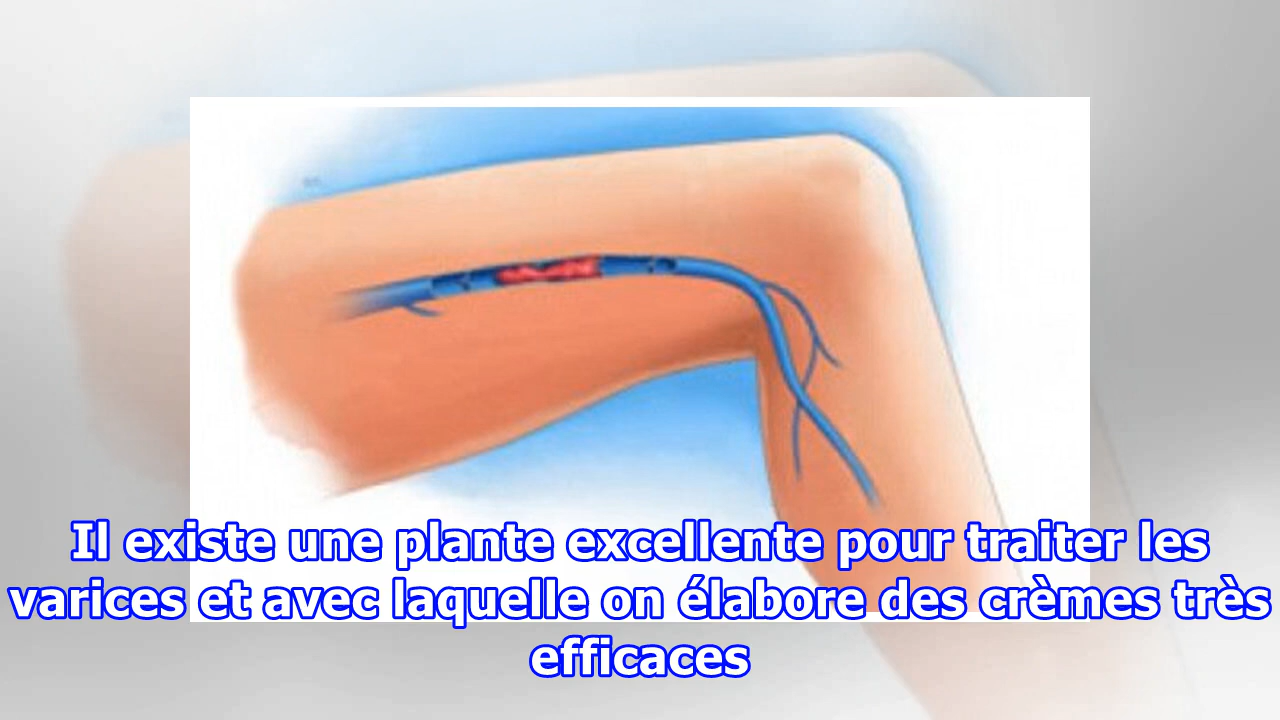 Il existe une plante excellente pour traiter les
varices et avec laquelle on élabore des crèmes très
efficaces